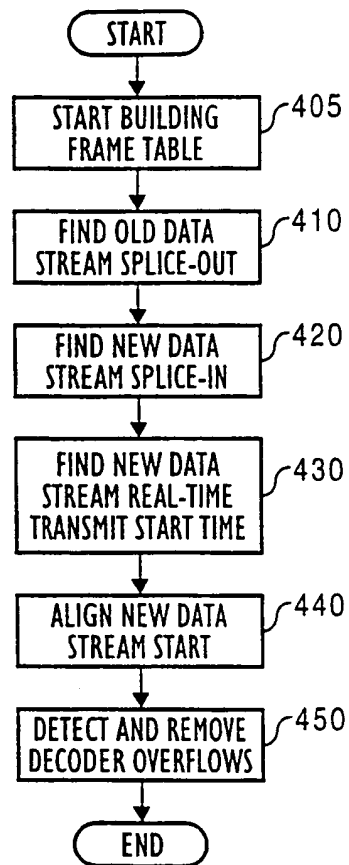 START
START BUILDING
FRAME TABLE
405
FIND OLD DATA
STREAM SPLICE-OUT
410
FIND NEW DATA
STREAM SPLICE-IN
420
FIND NEW DATA
STREAM REAL-TIME
TRANSMIT START TIME
430
ALIGN NEW DATA
STREAM START
440
DETECT AND REMOVE
DECODER OVERFLOWS
450
END